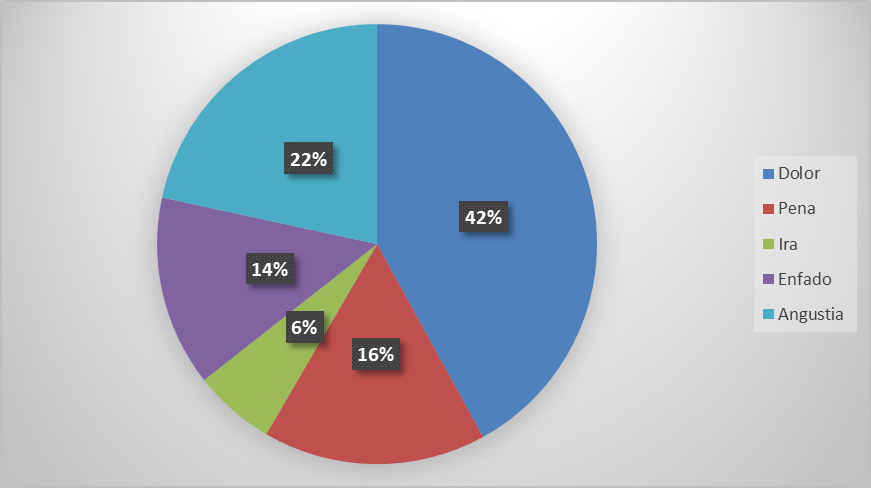 22%
42%
14%
6%
16%
Dolor
Pena
Ira
Enfado
Angustia